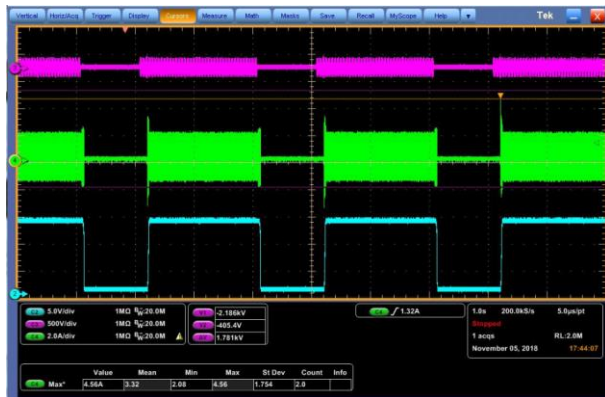 Vertical Horiz/Acq Trigger Display Cursors Measure Math Masks Save Recall MyScope Help Tek X
5.0V/div 1MΩ 20.0M
500V/div 1MΩ 20.0M
2.0A/div 1MΩ 20.0M
-2.186kV
-405.4V
1.781kV
1.32A
1.0s 200.0kS/s 5.0µs/pt
Stopped
1 acqs RL:2.0M
November 05, 2018 17:44:07
Value Mean Min Max St Dev Count Info
Max* 4.56A 3.32 2.08 4.56 1.754 2.0